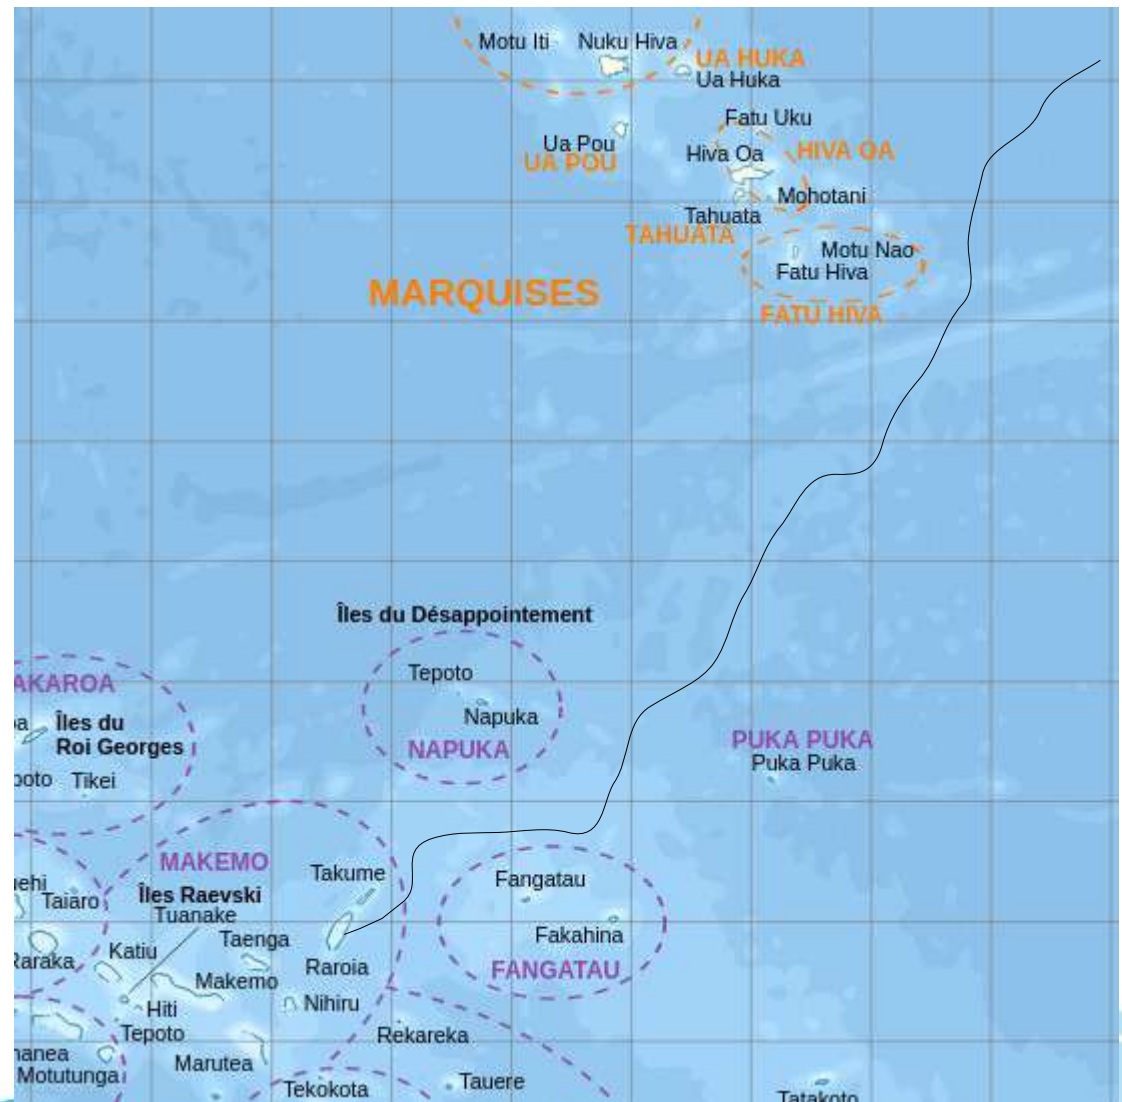 Motu Iti
Nuku Hiva
UA HUKA
Ua Huka
Fatu Uku
Ua Pou
UA POU
Hiva Oa
HIVA OA
Mohotani
Tahuata
TAHUATA
Motu Nao
Fatu Hiva
MARQUISES
FATU HIVA
Îles du Désappointement
Tepoto
AKAROA
Napuka
Îles du
Roi Georges
NAPUKA
PUKA PUKA
Puka Puka
poto
Tikei
MAKEMO
Takume
Fangatau
Îles Raevski
Taiaro
Tuanake
Fakahina
Taenga
Katiu
Raraka
Raroia
FANGATAU
Makemo
Nihiru
Hiti
Tepoto
Rekareka
Marutea
Motutunga
Tekokota
Tauere
Tatakoto